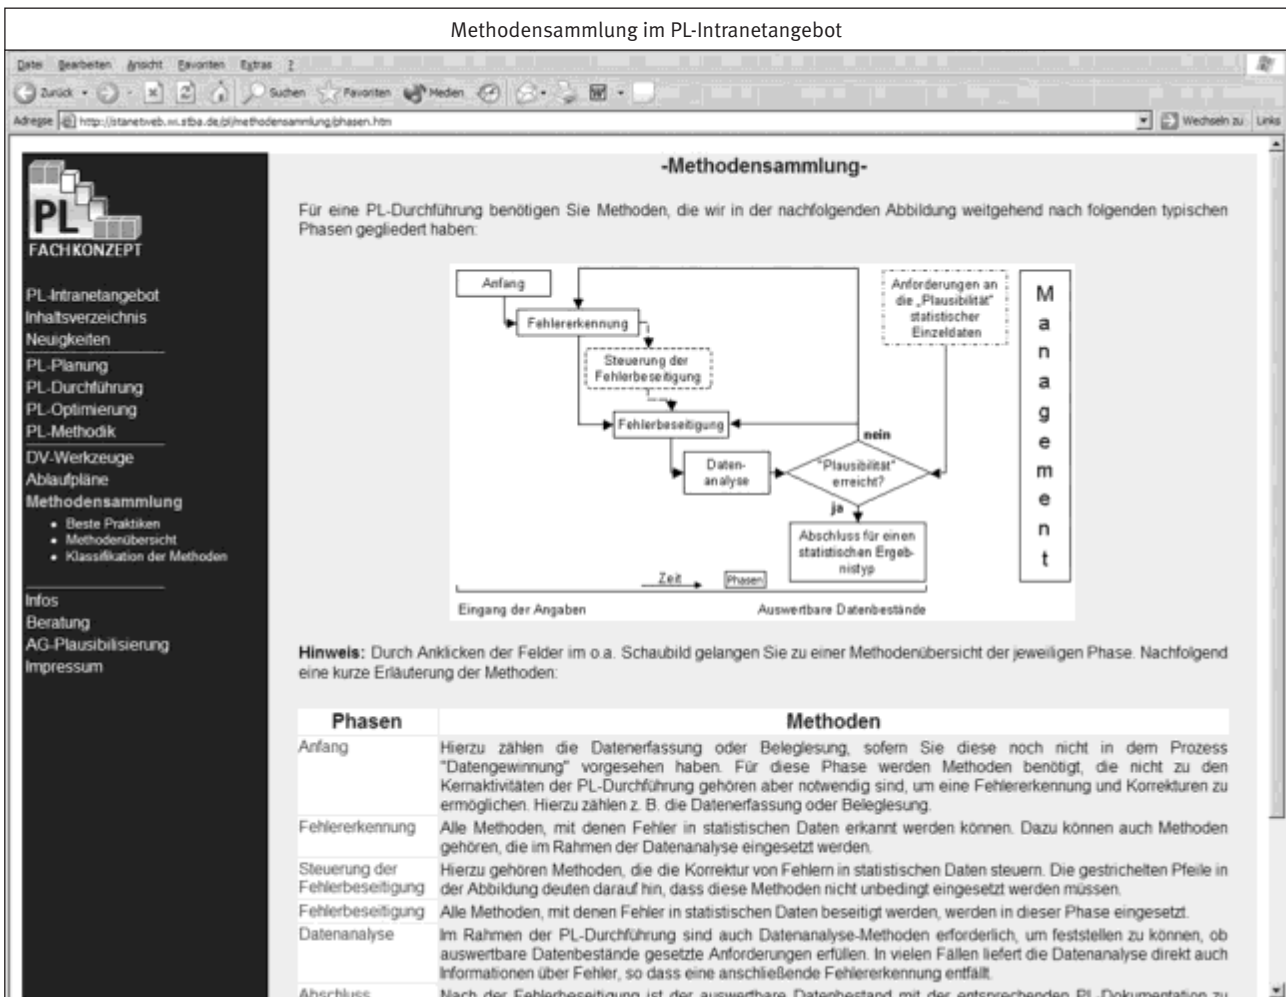 Methodensammlung im PL-Intranetangebot
Datei Bearbeiten Ansicht Favoriten Extras ?
Zurück Suchen Favoriten Medien
Adresse http://stanetweb.wi.stba.de/pl/methodensammlung/phasen.htm Wechseln zu Links
PL
FACHKONZEPT
PL-Intranetangebot
Inhaltsverzeichnis
Neuigkeiten
PL-Planung
PL-Durchführung
PL-Optimierung
PL-Methodik
DV-Werkzeuge
Ablaufpläne
Methodensammlung
• Beste Praktiken
• Methodenübersicht
• Klassifikation der Methoden
Infos
Beratung
AG-Plausibilisierung
Impressum
-Methodensammlung-
Für eine PL-Durchführung benötigen Sie Methoden, die wir in der nachfolgenden Abbildung weitgehend nach folgenden typischen
Phasen gegliedert haben:
Anfang
Fehlererkennung
Steuerung der
Fehlerbeseitigung
Fehlerbeseitigung
Daten-
analyse
"Plausibilität"
erreicht?
nein
ja
Anforderungen an
die „Plausibilität"
statistischer
Einzeldaten
Abschluss für einen
statistischen Ergeb-
nistyp
Management
Zeit
Phasen
Eingang der Angaben
Auswertbare Datenbestände
Hinweis: Durch Anklicken der Felder im o.a. Schaubild gelangen Sie zu einer Methodenübersicht der jeweiligen Phase. Nachfolgend
eine kurze Erläuterung der Methoden:
Phasen Methoden
Anfang
Hierzu zählen die Datenerfassung oder Beleglesung, sofern Sie diese noch nicht in dem Prozess
"Datengewinnung" vorgesehen haben. Für diese Phase werden Methoden benötigt, die nicht zu den
Kernaktivitäten der PL-Durchführung gehören aber notwendig sind, um eine Fehlererkennung und Korrekturen zu
ermöglichen. Hierzu zählen z. B. die Datenerfassung oder Beleglesung.
Fehlererkennung
Alle Methoden, mit denen Fehler in statistischen Daten erkannt werden können. Dazu können auch Methoden
gehören, die im Rahmen der Datenanalyse eingesetzt werden.
Steuerung der
Fehlerbeseitigung
Hierzu gehören Methoden, die die Korrektur von Fehlern in statistischen Daten steuern. Die gestrichelten Pfeile in
der Abbildung deuten darauf hin, dass diese Methoden nicht unbedingt eingesetzt werden müssen.
Fehlerbeseitigung
Alle Methoden, mit denen Fehler in statistischen Daten beseitigt werden, werden in dieser Phase eingesetzt.
Datenanalyse
Im Rahmen der PL-Durchführung sind auch Datenanalyse-Methoden erforderlich, um feststellen zu können, ob
auswertbare Datenbestände gesetzte Anforderungen erfüllen. In vielen Fällen liefert die Datenanalyse direkt auch
Informationen über Fehler, so dass eine anschließende Fehlererkennung entfällt.
Abschluss
Nach der Fehlerbeseitigung ist der auswertbare Datenbestand mit der entsprechenden PL-Dokumentation zu